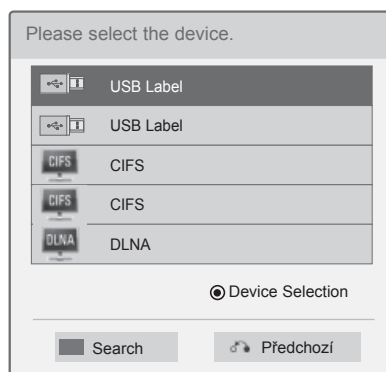 Please select the device.
USB Label
USB Label
CIFS CIFS
CIFS CIFS
DLNA DLNA
Device Selection
Search Předchozí